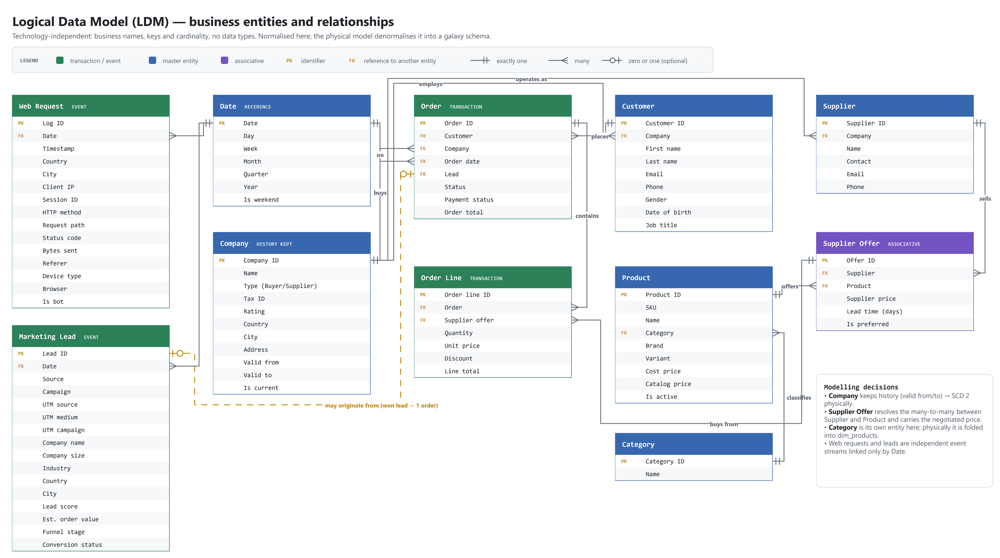 Logical Data Model (LDM) — business entities and relationships
Technology-independent: business names, keys and cardinality, no data types. Normalised here; the physical model denormalises it into a galaxy schema.
LEGEND transaction / event master entity associative PK identifier FK reference to another entity exactly one many zero or one (optional)
operates as
employs
Web Request EVENT
PK Log ID
FK Date
Timestamp
Country
City
Client IP
Session ID
HTTP method
Request path
Status code
Bytes sent
Referer
Device type
Browser
Is bot
Marketing Lead EVENT
PK Lead ID
FK Date
Source
Campaign
UTM source
UTM medium
UTM campaign
Company name
Company size
Industry
Country
City
Lead score
Est. order value
Funnel stage
Conversion status
Date REFERENCE
PK Date
Day
Week
Month
Quarter
Year
Is weekend
Company HISTORY KEPT
PK Company ID
Name
Type (Buyer/Supplier)
Tax ID
Rating
Country
City
Address
Valid from
Valid to
Is current
on
buys
may originate from (won lead → 1 order)
Order TRANSACTION
PK Order ID
FK Customer
FK Company
FK Order date
FK Lead
Status
Payment status
Order total
Order Line TRANSACTION
PK Order line ID
FK Order
FK Supplier offer
Quantity
Unit price
Discount
Line total
places
contains
Customer
PK Customer ID
FK Company
First name
Last name
Email
Phone
Gender
Date of birth
Job title
Product
PK Product ID
SKU
Name
FK Category
Brand
Variant
Cost price
Catalog price
Is active
buys from
Category
PK Category ID
Name
offers
classifies
Supplier
PK Supplier ID
FK Company
Name
Contact
Email
Phone
sells
Supplier Offer ASSOCIATIVE
PK Offer ID
FK Supplier
FK Product
Supplier price
Lead time (days)
Is preferred
Modelling decisions
• Company keeps history (valid from/to) → SCD 2
physically.
• Supplier Offer resolves the many-to-many between
Supplier and Product and carries the negotiated price.
• Category is its own entity here; physically it is folded
into dim_products.
• Web requests and leads are independent event
streams linked only by Date.